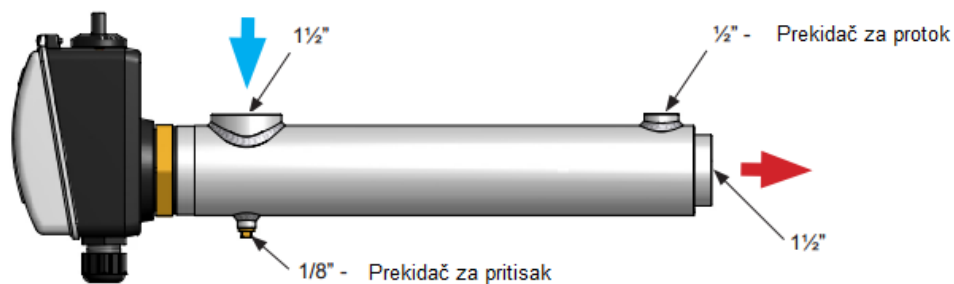 1½”
½” - Prekidač za protok
1½”
1/8” - Prekidač za pritisak